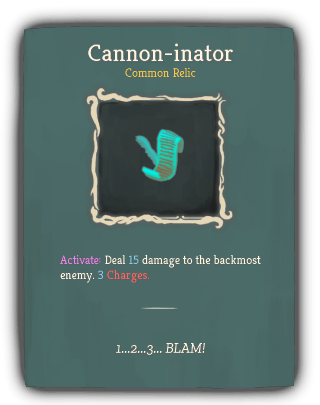 Cannon-inator
Common Relic
Activate: Deal 15 damage to the backmost
enemy. 3 Charges.
1...2...3... BLAM!